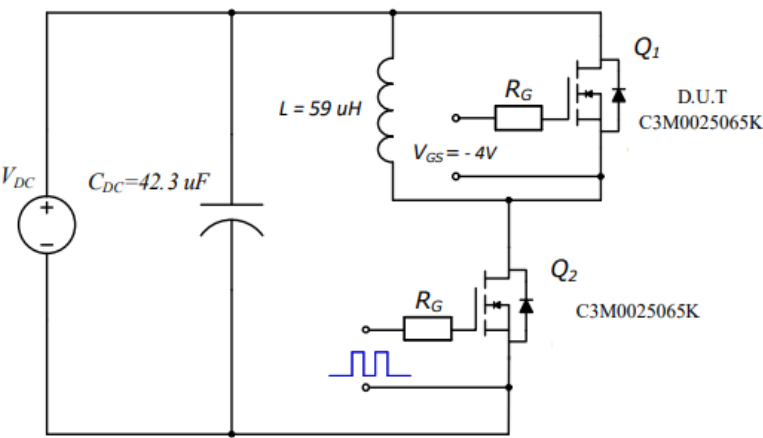 Q1
RG
D.U.T
C3M0025065K
L = 59 uH
VGS = - 4V
VDC
CDC=42.3 uF
+
−
Q2
RG
C3M0025065K